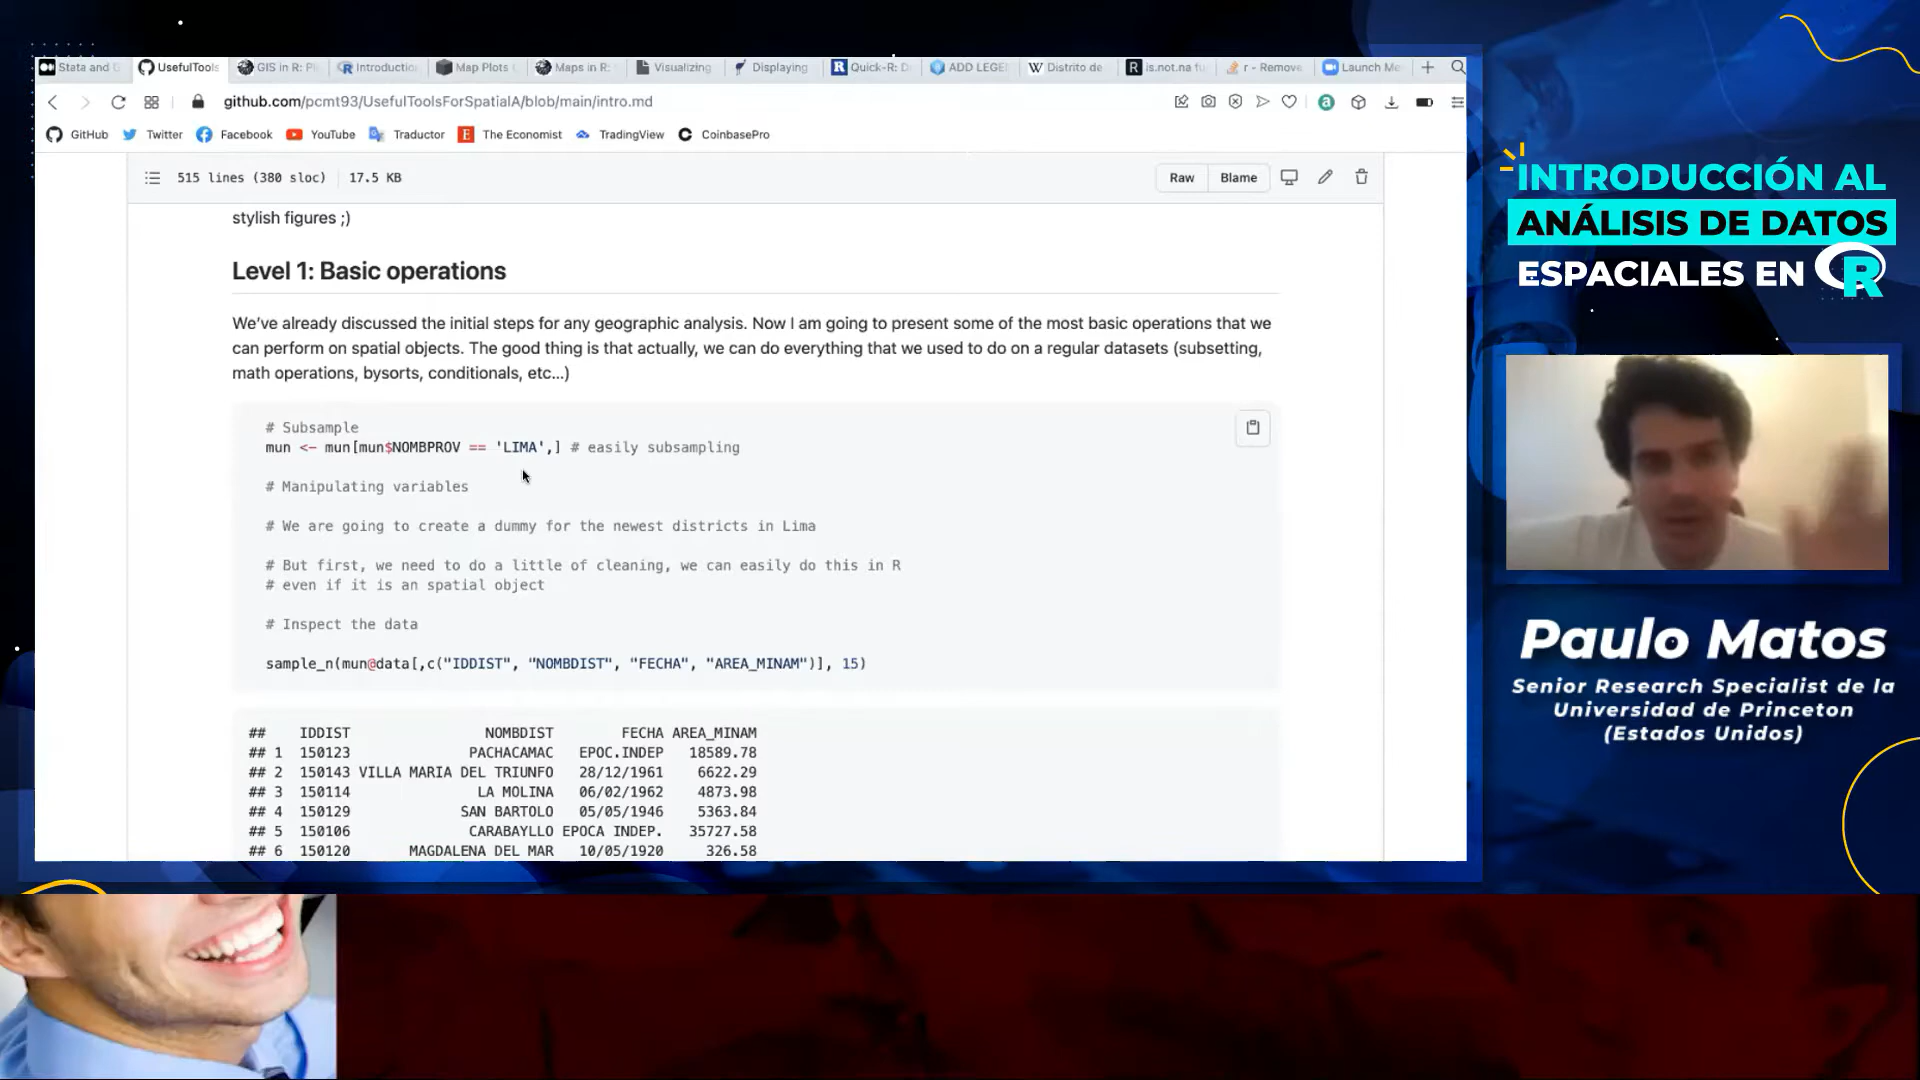 Stata and G
UsefulTools
GIS in R: Pl
Introductio
Map Plots
Maps in R:
Visualizing
Displaying
Quick-R: D
ADD LEGE
Distrito de
is.not.na fu
r - Remove
Launch Me
github.com/pcmt93/UsefulToolsForSpatialA/blob/main/intro.md
GitHub Twitter Facebook YouTube Traductor The Economist TradingView CoinbasePro
515 lines (380 sloc) 17.5 KB Raw Blame
stylish figures ;)
Level 1: Basic operations
We've already discussed the initial steps for any geographic analysis. Now I am going to present some of the most basic operations that we
can perform on spatial objects. The good thing is that actually, we can do everything that we used to do on a regular datasets (subsetting,
math operations, bysorts, conditionals, etc...)
# Subsample
mun <- mun[mun$NOMBPROV == 'LIMA',] # easily subsampling
# Manipulating variables
# We are going to create a dummy for the newest districts in Lima
# But first, we need to do a little of cleaning, we can easily do this in R
# even if it is an spatial object
# Inspect the data
sample_n(mun@data[,c("IDDIST", "NOMBDIST", "FECHA", "AREA_MINAM")], 15)
## IDDIST NOMBDIST FECHA AREA_MINAM
## 1 150123 PACHACAMAC EPOC.INDEP 18589.78
## 2 150143 VILLA MARIA DEL TRIUNFO 28/12/1961 6622.29
## 3 150114 LA MOLINA 06/02/1962 4873.98
## 4 150129 SAN BARTOLO 05/05/1946 5363.84
## 5 150106 CARABAYLLO EPOCA INDEP. 35727.58
## 6 150120 MAGDALENA DEL MAR 10/05/1920 326.58
INTRODUCCIÓN AL
ANÁLISIS DE DATOS
ESPACIALES EN R
Paulo Matos
Senior Research Specialist de la
Universidad de Princeton
(Estados Unidos)